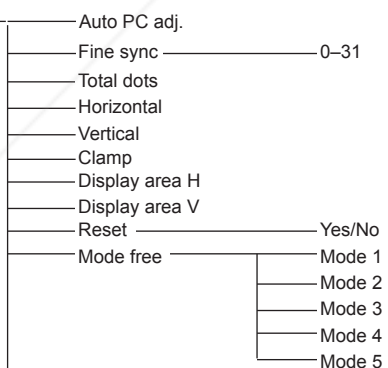 Auto PC adj.
Fine sync 0–31
Total dots
Horizontal
Vertical
Clamp
Display area H
Display area V
Reset Yes/No
Mode free Mode 1
Mode 2
Mode 3
Mode 4
Mode 5